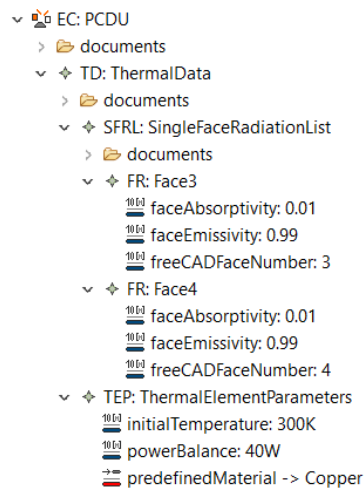 EC: PCDU
documents
TD: ThermalData
documents
SFRL: SingleFaceRadiationList
documents
FR: Face3
faceAbsorptivity: 0.01
faceEmissivity: 0.99
freeCADFaceNumber: 3
FR: Face4
faceAbsorptivity: 0.01
faceEmissivity: 0.99
freeCADFaceNumber: 4
TEP: ThermalElementParameters
initialTemperature: 300K
powerBalance: 40W
predefinedMaterial -> Copper